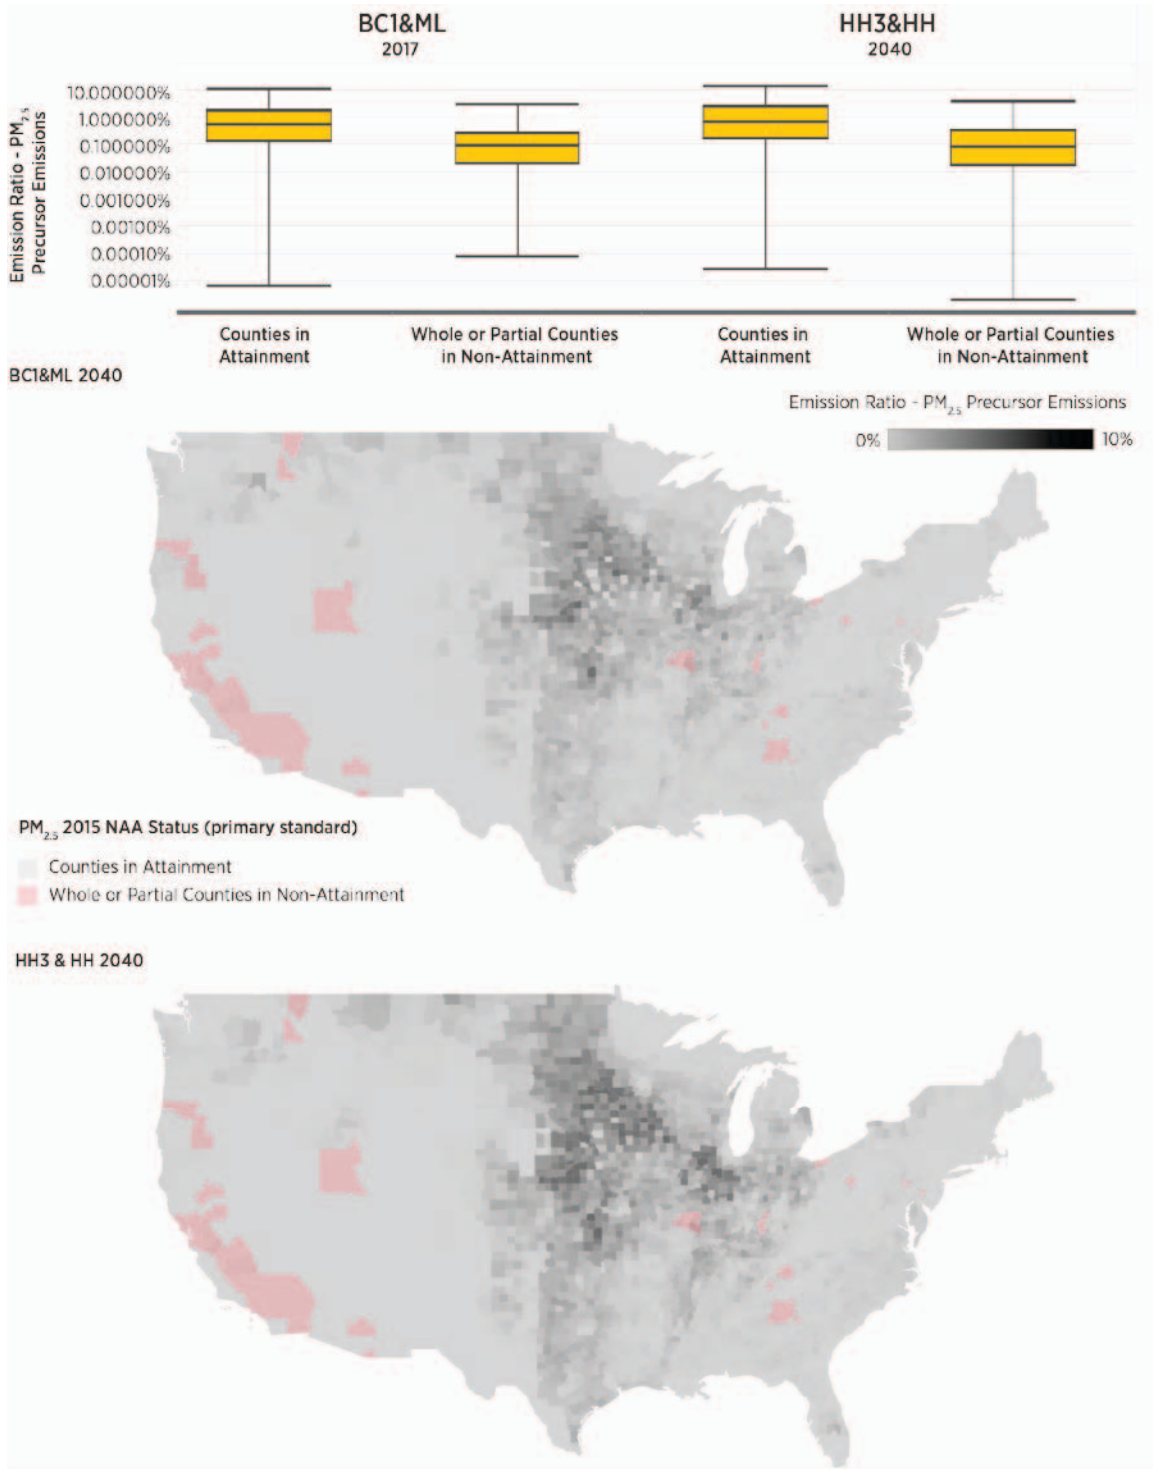 BC1&ML
2017
HH3&HH
2040
Emission Ratio - PM2.5
Precursor Emissions
10.000000%
1.000000%
0.100000%
0.010000%
0.001000%
0.00100%
0.00010%
0.00001%
Counties in
Attainment
Whole or Partial Counties
in Non-Attainment
Counties in
Attainment
Whole or Partial Counties
in Non-Attainment
BC1&ML 2040
Emission Ratio - PM2.5 Precursor Emissions
0% 10%
PM2.5 2015 NAA Status (primary standard)
Counties in Attainment
Whole or Partial Counties in Non-Attainment
HH3 & HH 2040